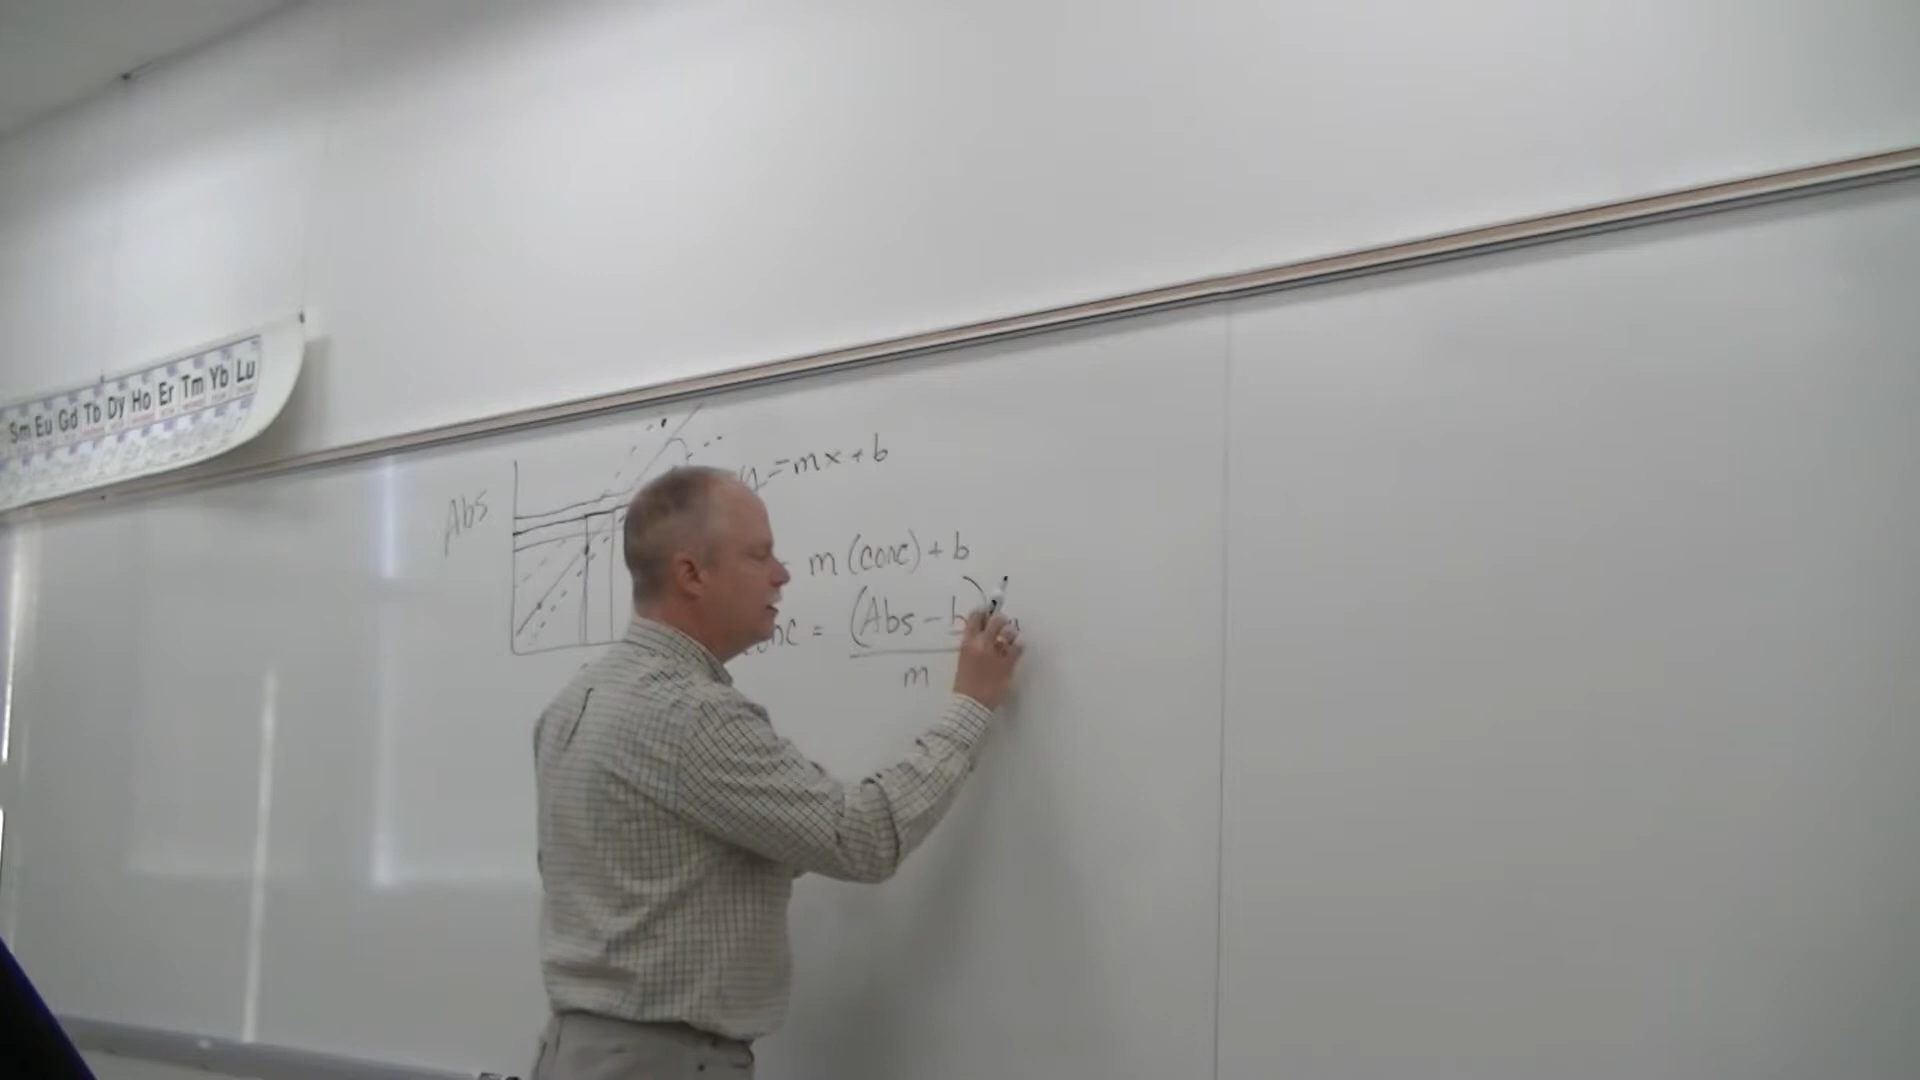 Sm Eu Gd Tb Dy Ho Er Tm Yb Lu
Abs
y = mx + b
m (conc) + b
= (Abs - b)
m